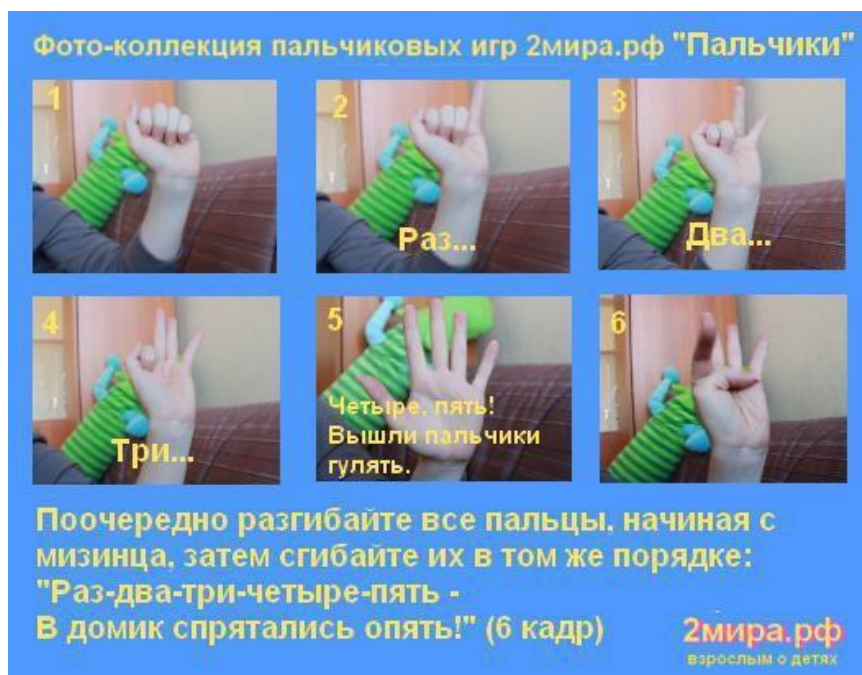 Фото-коллекция пальчиковых игр 2мира.рф "Пальчики"
1
2
Раз...
3
Два...
4
Три...
5
Четыре, пять!
Вышли пальчики
гулять.
6
Поочередно разгибайте все пальцы, начиная с
мизинца, затем сгибайте их в том же порядке:
"Раз-два-три-четыре-пять -
В домик спрятались опять!" (6 кадр)
2мира.рф
взрослым о детях